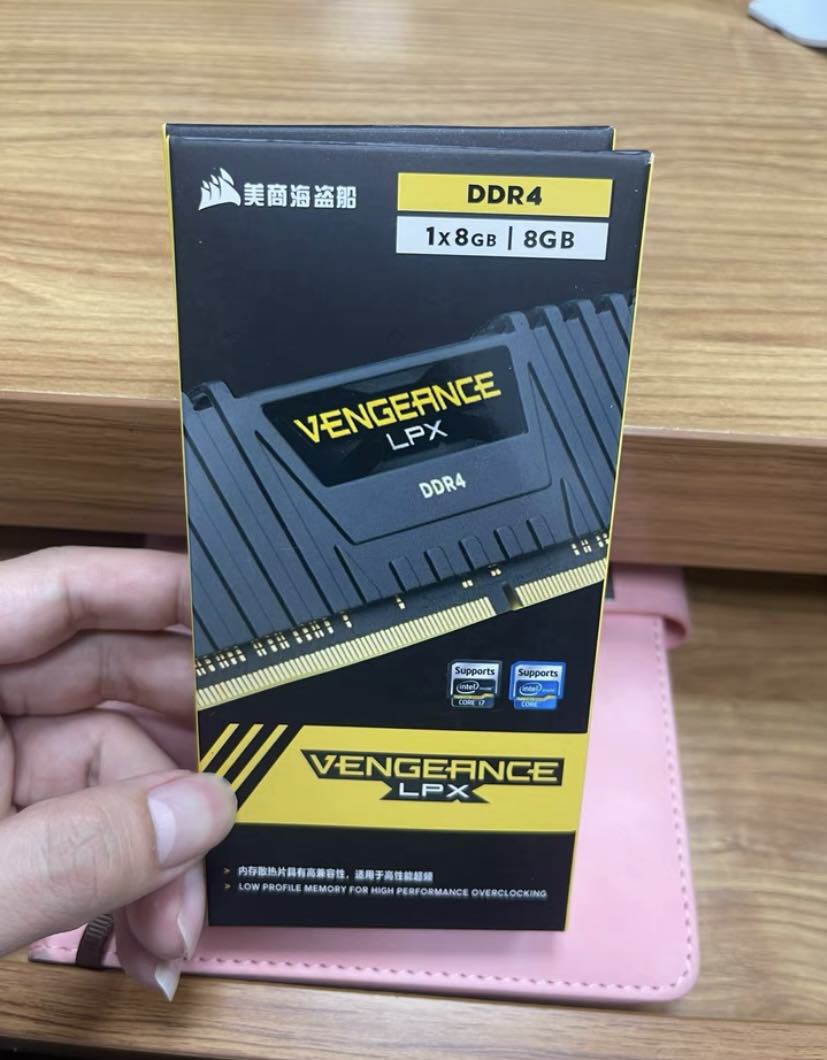 美商海盗船
DDR4
1x8GB | 8GB
VENGEANCE
LPX
DDR4
Supports
intel
CORE i7
Supports
intel
CORE
VENGEANCE
LPX
内存散热片具有高兼容性，适用于高性能超频
LOW PROFILE MEMORY FOR HIGH PERFORMANCE OVERCLOCKING